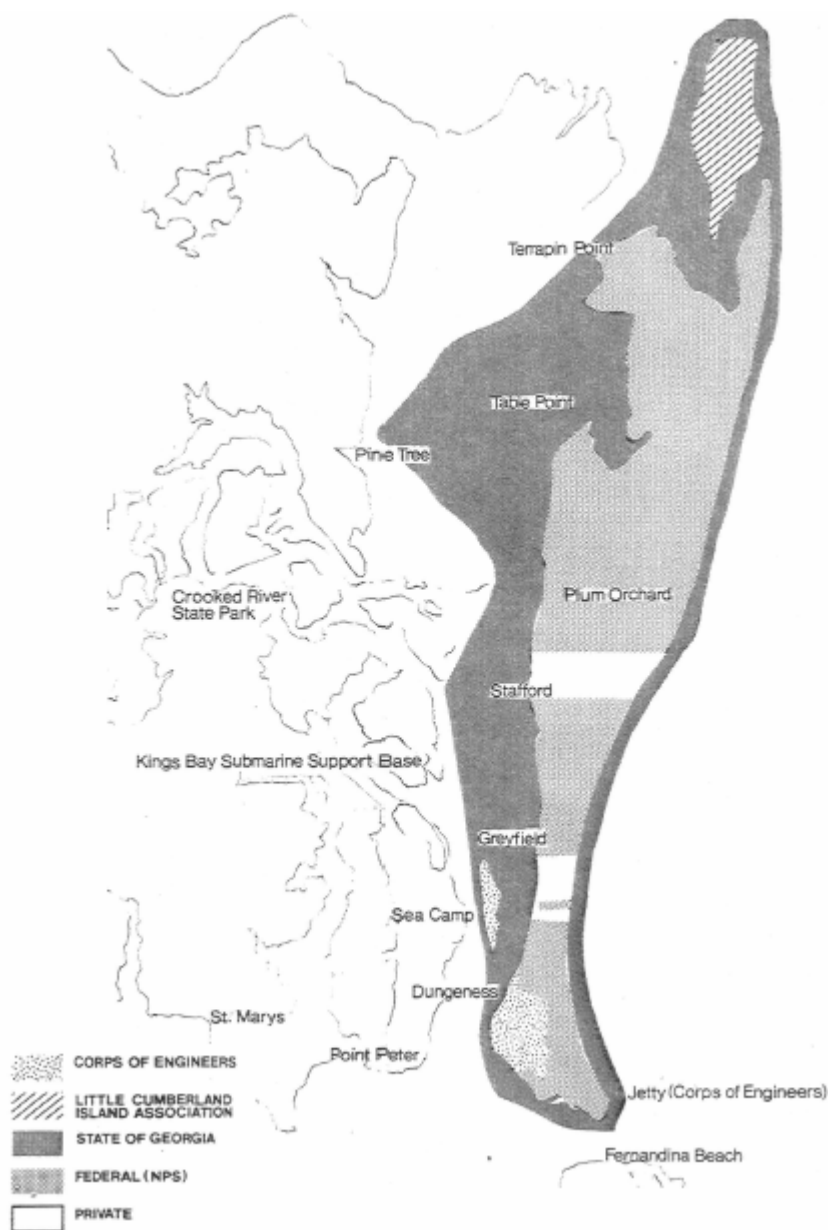 Terrapin Point
Table Point
Pine Tree
Crooked River
State Park
Plum Orchard
Stafford
Kings Bay Submarine Support Base
Greyfield
Sea Camp
Dungeness
St. Marys
Point Peter
CORPS OF ENGINEERS
LITTLE CUMBERLAND
ISLAND ASSOCIATION
Jetty (Corps of Engineers)
STATE OF GEORGIA
Fernandina Beach
FEDERAL (NPS)
PRIVATE